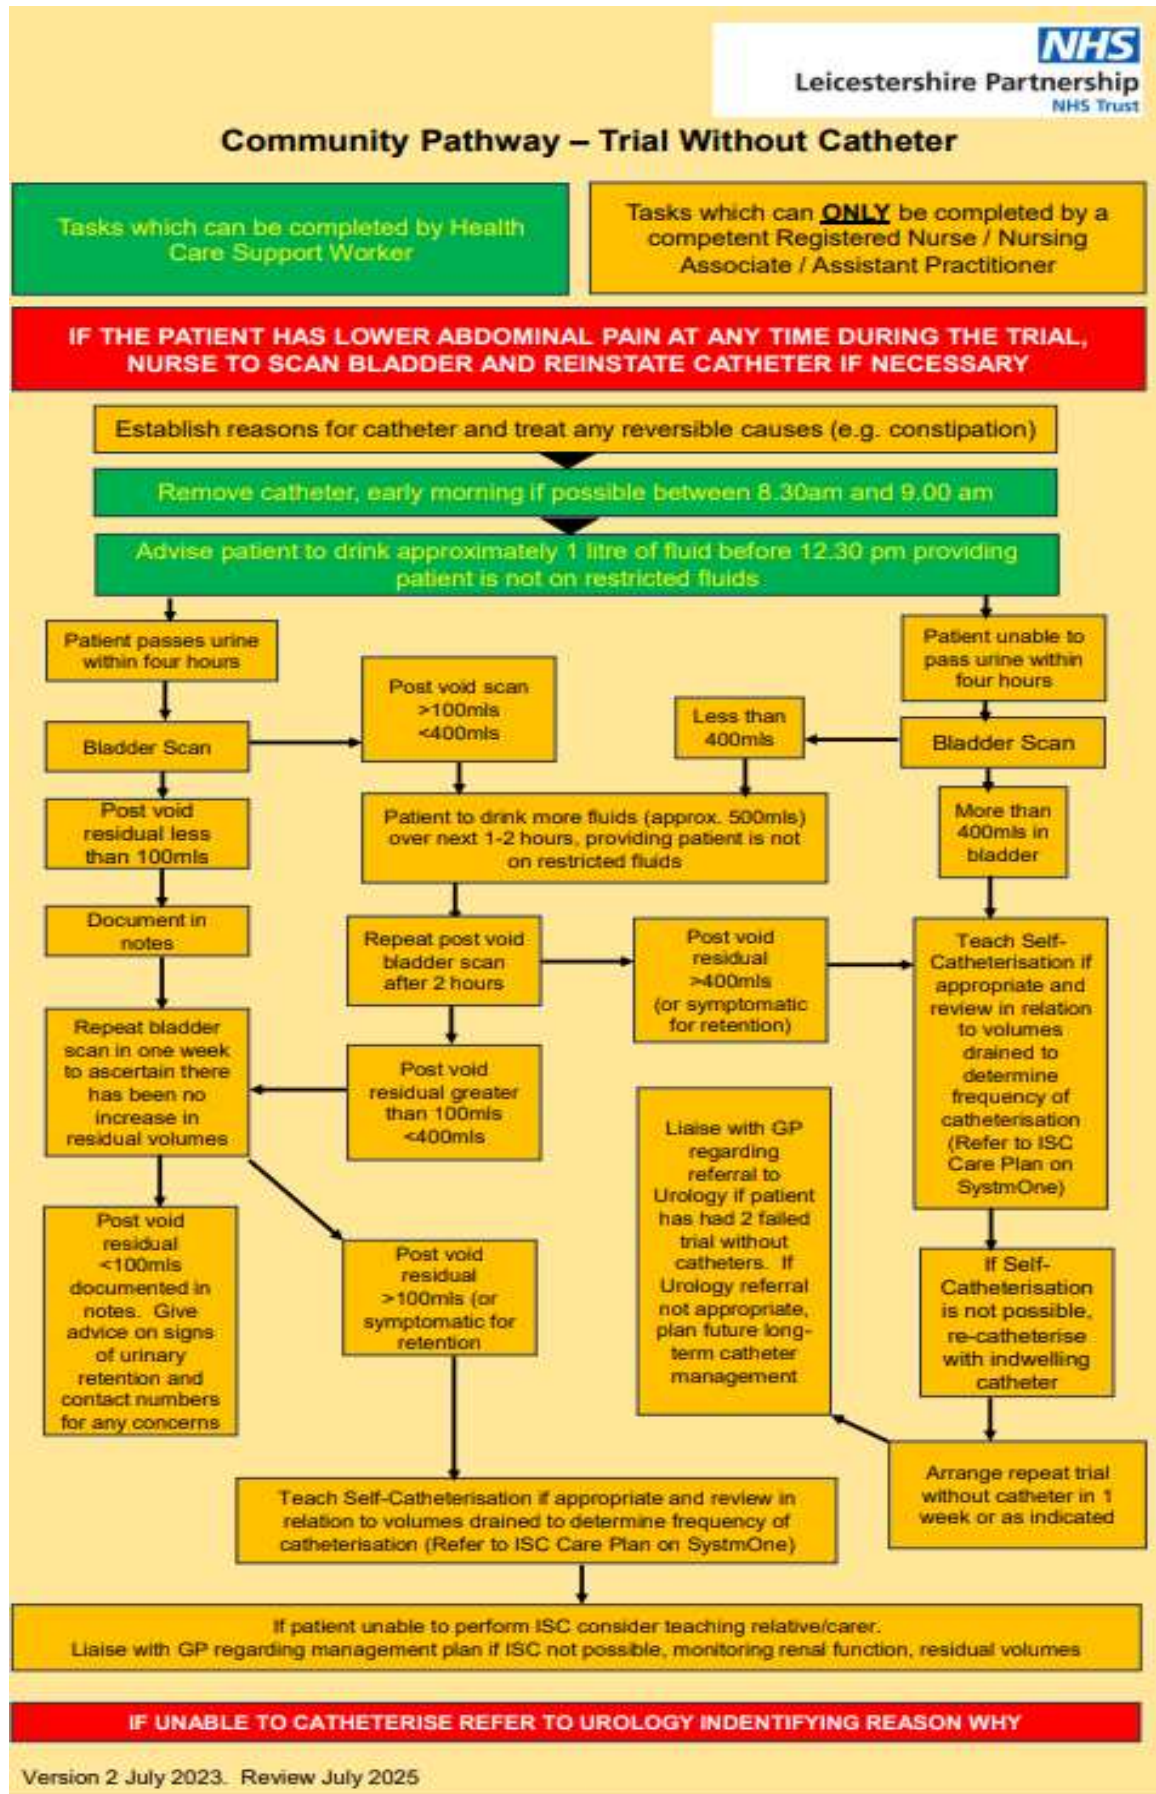 NHS
Leicestershire Partnership
NHS Trust
Community Pathway – Trial Without Catheter
Tasks which can be completed by Health
Care Support Worker
Tasks which can ONLY be completed by a
competent Registered Nurse / Nursing
Associate / Assistant Practitioner
IF THE PATIENT HAS LOWER ABDOMINAL PAIN AT ANY TIME DURING THE TRIAL,
NURSE TO SCAN BLADDER AND REINSTATE CATHETER IF NECESSARY
Establish reasons for catheter and treat any reversible causes (e.g. constipation)
Remove catheter, early morning if possible between 8.30am and 9.00 am
Advise patient to drink approximately 1 litre of fluid before 12.30 pm providing
patient is not on restricted fluids
Patient passes urine
within four hours
Bladder Scan
Post void scan
>100mls
<400mls
Less than
400mls
Patient unable to
pass urine within
four hours
Bladder Scan
Post void
residual less
than 100mls
Patient to drink more fluids (approx. 500mls)
over next 1-2 hours, providing patient is not
on restricted fluids
More than
400mls in
bladder
Document in
notes
Repeat post void
bladder scan
after 2 hours
Post void
residual
>400mls
(or symptomatic
for retention)
Teach Self-
Catheterisation if
appropriate and
review in relation
to volumes
drained to
determine
frequency of
catheterisation
(Refer to ISC
Care Plan on
SystmOne)
Repeat bladder
scan in one week
to ascertain there
has been no
increase in
residual volumes
Post void
residual greater
than 100mls
<400mls
Liaise with GP
regarding
referral to
Urology if patient
has had 2 failed
trial without
catheters. If
Urology referral
not appropriate,
plan future long-
term catheter
management
Post void
residual
<100mls
documented in
notes. Give
advice on signs
of urinary
retention and
contact numbers
for any concerns
Post void
residual
>100mls (or
symptomatic for
retention
If Self-
Catheterisation
is not possible,
re-catheterise
with indwelling
catheter
Arrange repeat trial
without catheter in 1
week or as indicated
Teach Self-Catheterisation if appropriate and review in
relation to volumes drained to determine frequency of
catheterisation (Refer to ISC Care Plan on SystmOne)
If patient unable to perform ISC consider teaching relative/carer.
Liaise with GP regarding management plan if ISC not possible, monitoring renal function, residual volumes
IF UNABLE TO CATHETERISE REFER TO UROLOGY INDENTIFYING REASON WHY
Version 2 July 2023. Review July 2025